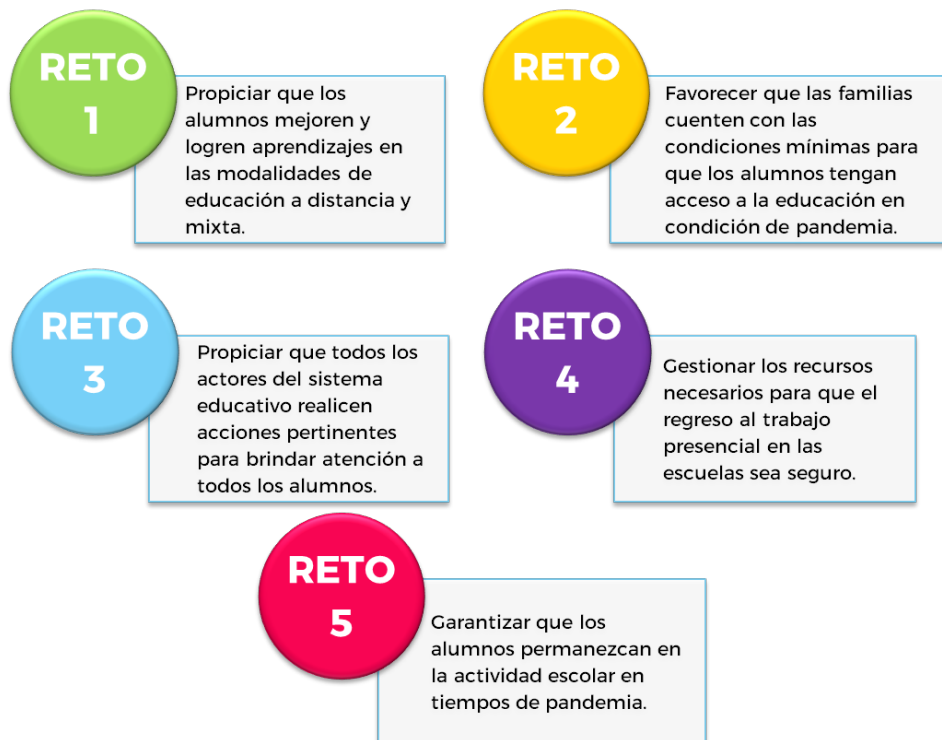 RETO
1
Propiciar que los
alumnos mejoren y
logren aprendizajes en
las modalidades de
educación a distancia y
mixta.
RETO
2
Favorecer que las familias
cuenten con las
condiciones mínimas para
que los alumnos tengan
acceso a la educación en
condición de pandemia.
RETO
3
Propiciar que todos los
actores del sistema
educativo realicen
acciones pertinentes
para brindar atención a
todos los alumnos.
RETO
4
Gestionar los recursos
necesarios para que el
regreso al trabajo
presencial en las
escuelas sea seguro.
RETO
5
Garantizar que los
alumnos permanezcan en
la actividad escolar en
tiempos de pandemia.